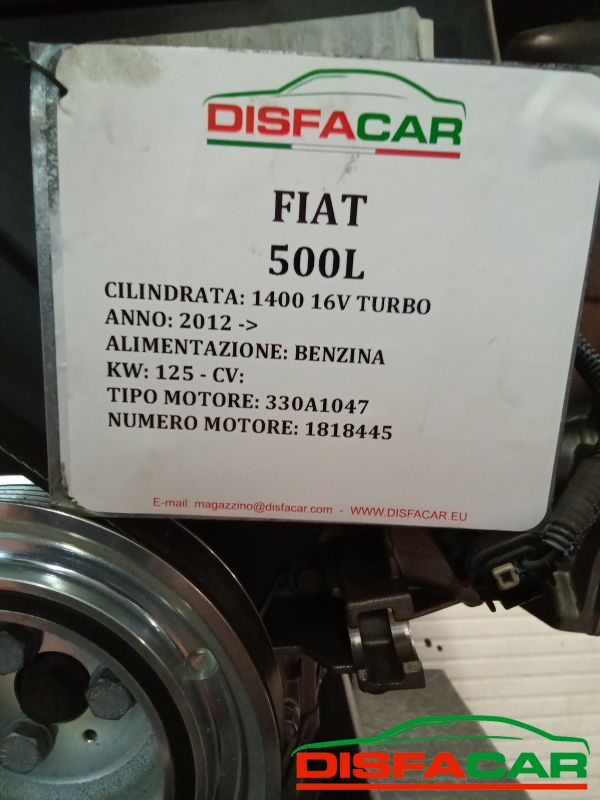 DISFACAR
FIAT
500L
CILINDRATA: 1400 16V TURBO
ANNO: 2012 ->
ALIMENTAZIONE: BENZINA
KW: 125 - CV:
TIPO MOTORE: 330A1047
NUMERO MOTORE: 1818445
E-mail: magazzino@disfacar.com - WWW.DISFACAR.EU
DISFACAR